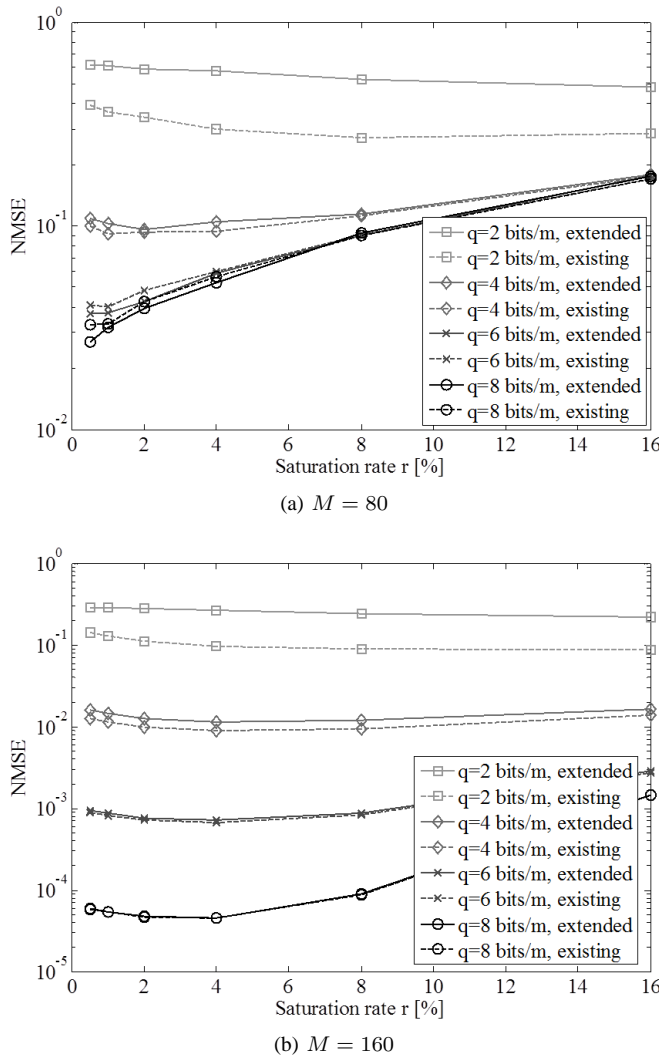 10^0
10^-1
10^-2
NMSE
q=2 bits/m, extended
q=2 bits/m, existing
q=4 bits/m, extended
q=4 bits/m, existing
q=6 bits/m, extended
q=6 bits/m, existing
q=8 bits/m, extended
q=8 bits/m, existing
0 2 4 6 8 10 12 14 16
Saturation rate r [%]
(a) M = 80
10^0
10^-1
10^-2
10^-3
10^-4
10^-5
NMSE
q=2 bits/m, extended
q=2 bits/m, existing
q=4 bits/m, extended
q=4 bits/m, existing
q=6 bits/m, extended
q=6 bits/m, existing
q=8 bits/m, extended
q=8 bits/m, existing
0 2 4 6 8 10 12 14 16
Saturation rate r [%]
(b) M = 160